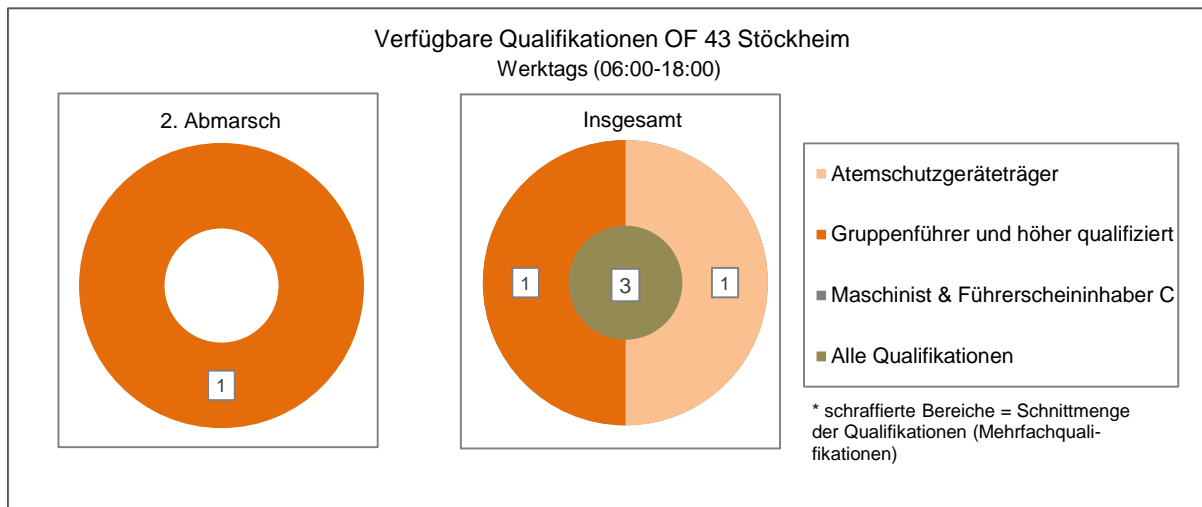 Verfügbare Qualifikationen OF 43 Stöckheim
Werktags (06:00-18:00)
2. Abmarsch
1
Insgesamt
1
3
1
Atemschutzgeräteträger
Gruppenführer und höher qualifiziert
Maschinist & Führerscheininhaber C
Alle Qualifikationen
* schraffierte Bereiche = Schnittmenge
der Qualifikationen (Mehrfachquali-
fikationen)